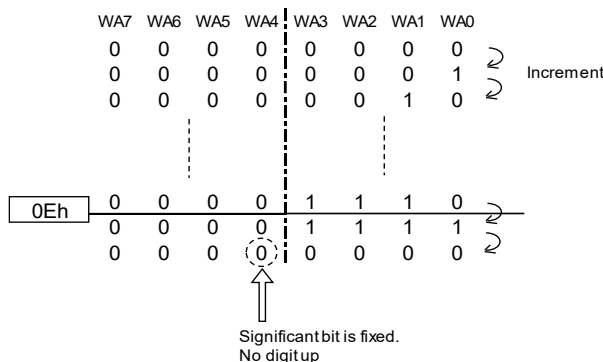 WA7 WA6 WA5 WA4 WA3 WA2 WA1 WA0
0 0 0 0 0 0 0 0
0 0 0 0 0 0 0 1 Increment
0 0 0 0 0 0 1 0
0Eh 0 0 0 0 1 1 1 0
0 0 0 0 1 1 1 1
0 0 0 0 0 0 0 0
Significant bit is fixed.
No digit up